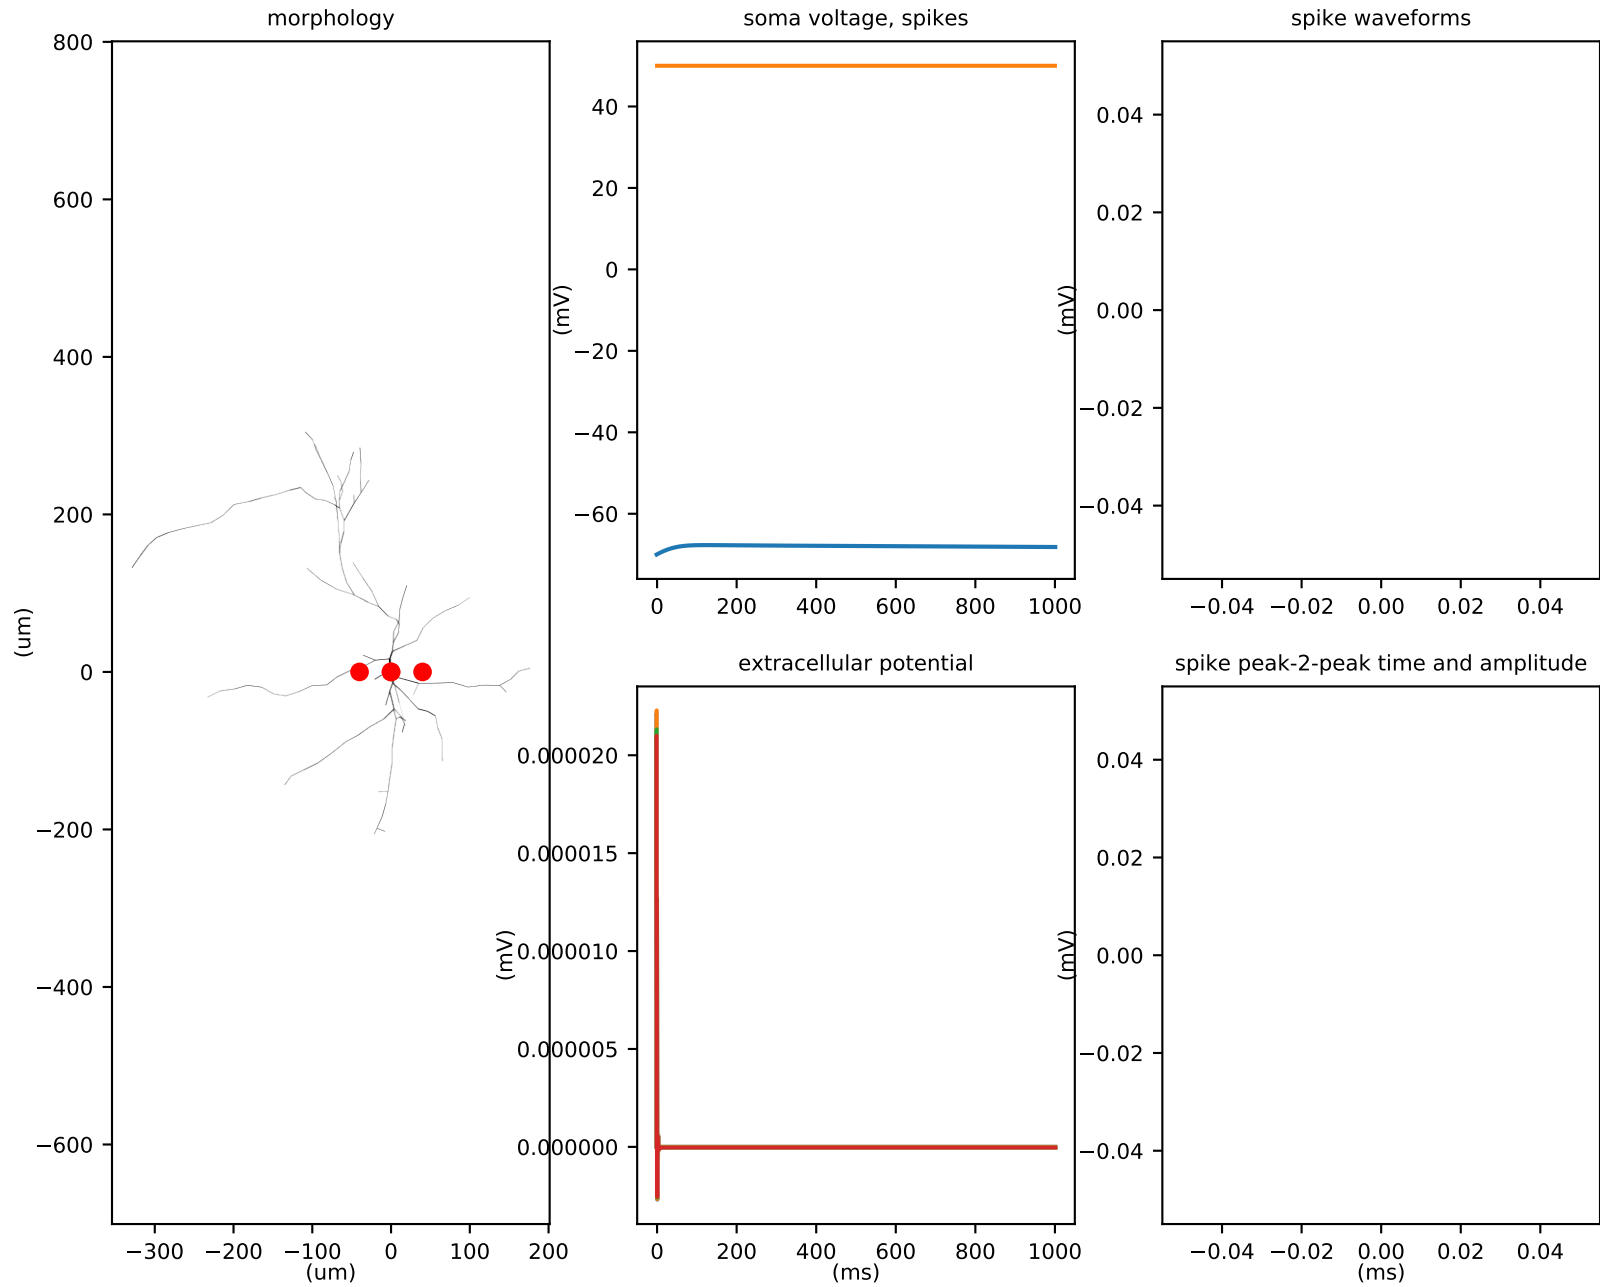 morphology
800
600
400
200
0
−200
−400
−600
(um)
−300 −200 −100 0 100 200
(um)
soma voltage, spikes
40
20
0
−20
−40
−60
(mV)
0 200 400 600 800 1000
spike waveforms
0.04
0.02
0.00
−0.02
−0.04
(mV)
−0.04 −0.02 0.00 0.02 0.04
extracellular potential
0.000020
0.000015
0.000010
0.000005
0.000000
(mV)
0 200 400 600 800 1000
(ms)
spike peak-2-peak time and amplitude
0.04
0.02
0.00
−0.02
−0.04
(mV)
−0.04 −0.02 0.00 0.02 0.04
(ms)